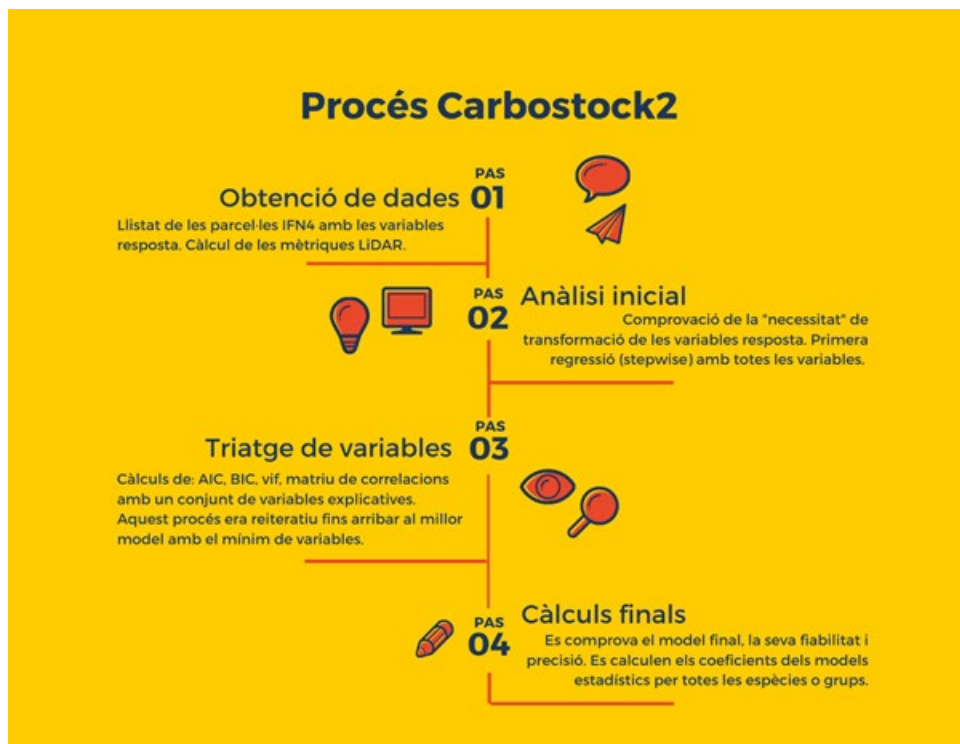 Procés Carbostock2
PAS
01
Obtenció de dades
Llistat de les parcel·les IFN4 amb les variables
resposta. Càlcul de les mètriques LiDAR.
PAS
02
Anàlisi inicial
Comprovació de la "necessitat" de
transformació de les variables resposta. Primera
regressió (stepwise) amb totes les variables.
PAS
03
Triatge de variables
Càlculs de: AIC, BIC, vif, matriu de correlacions
amb un conjunt de variables explicatives.
Aquest procés era reiteratiu fins arribar al millor
model amb el mínim de variables.
PAS
04
Càlculs finals
Es comprova el model final, la seva fiabilitat i
precisió. Es calculen els coeficients dels models
estadístics per totes les espècies o grups.